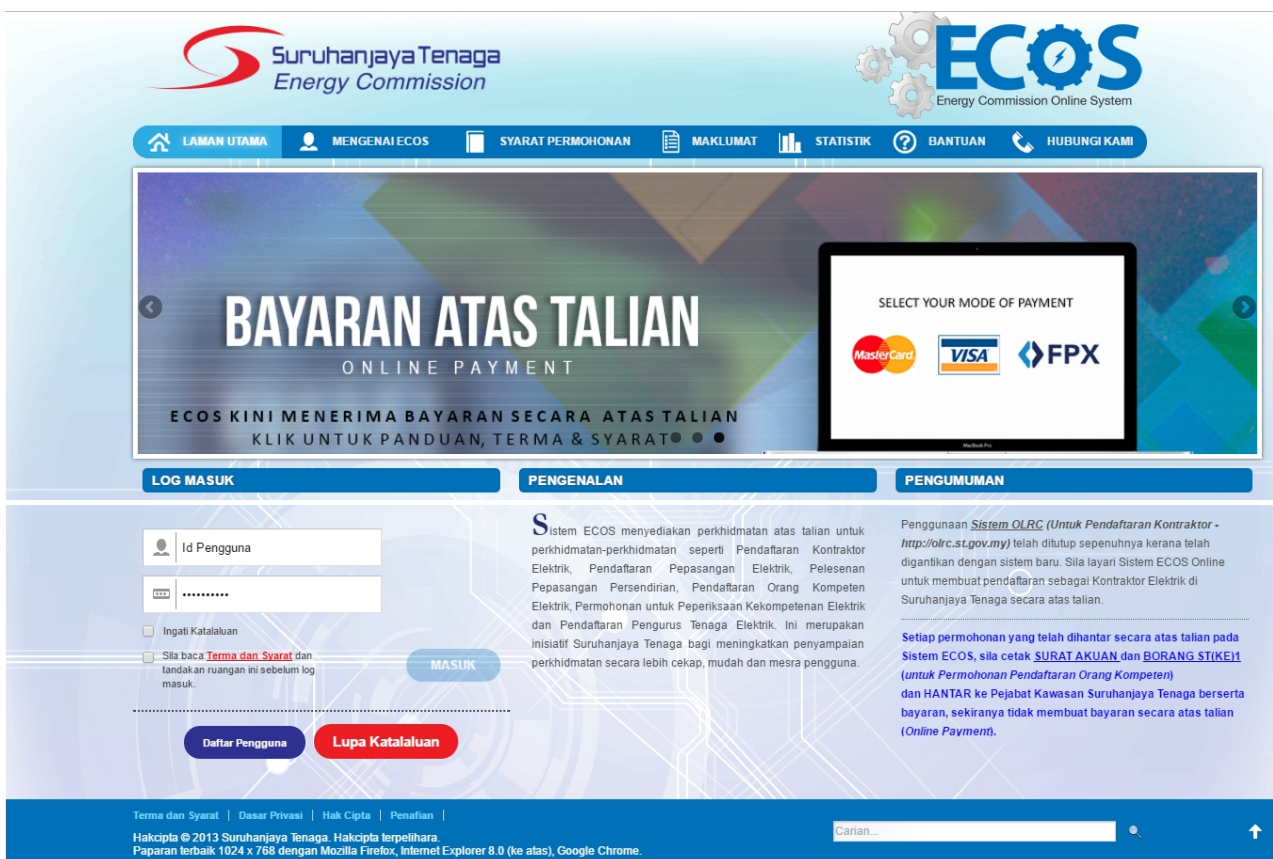 Suruhanjaya Tenaga
Energy Commission
ECOS
Energy Commission Online System
LAMAN UTAMA
MENGENAI ECOS
SYARAT PERMOHONAN
MAKLUMAT
STATISTIK
BANTUAN
HUBUNGI KAMI
BAYARAN ATAS TALIAN
ONLINE PAYMENT
ECOS KINI MENERIMA BAYARAN SECARA ATAS TALIAN
KLIK UNTUK PANDUAN, TERMA & SYARAT
SELECT YOUR MODE OF PAYMENT
MasterCard
VISA
FPX
MacBook Pro
LOG MASUK
Id Pengguna
Ingati Katalaluan
Sila baca Terma dan Syarat dan
tandakan ruangan ini sebelum log
masuk.
MASUK
Daftar Pengguna
Lupa Katalaluan
PENGENALAN
Sistem ECOS menyediakan perkhidmatan atas talian untuk
perkhidmatan-perkhidmatan seperti Pendaftaran Kontraktor
Elektrik, Pendaftaran Pepasangan Elektrik, Pelesenan
Pepasangan Persendirian, Pendaftaran Orang Kompeten
Elektrik, Permohonan untuk Peperiksaan Kekompetenan Elektrik
dan Pendaftaran Pengurus Tenaga Elektrik. Ini merupakan
inisiatif Suruhanjaya Tenaga bagi meningkatkan penyampaian
perkhidmatan secara lebih cekap, mudah dan mesra pengguna.
PENGUMUMAN
Penggunaan Sistem OLRC (Untuk Pendaftaran Kontraktor -
http://olrc.st.gov.my) telah ditutup sepenuhnya kerana telah
digantikan dengan sistem baru. Sila layari Sistem ECOS Online
untuk membuat pendaftaran sebagai Kontraktor Elektrik di
Suruhanjaya Tenaga secara atas talian.
Setiap permohonan yang telah dihantar secara atas talian pada
Sistem ECOS, sila cetak SURAT AKUAN dan BORANG ST(KE)1
(untuk Permohonan Pendaftaran Orang Kompeten)
dan HANTAR ke Pejabat Kawasan Suruhanjaya Tenaga berserta
bayaran, sekiranya tidak membuat bayaran secara atas talian
(Online Payment).
Terma dan Syarat | Dasar Privasi | Hak Cipta | Penafian |
Hakcipta © 2013 Suruhanjaya Tenaga. Hakcipta terpelihara.
Paparan terbaik 1024 x 768 dengan Mozilla Firefox, Internet Explorer 8.0 (ke atas), Google Chrome.
Carian...